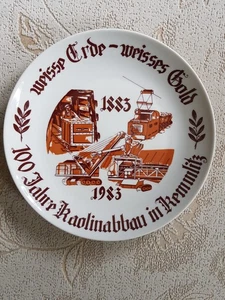 weisse Erde - weisses Gold
1883
1983
100 Jahre Kaolinabbau in Kemmlitz